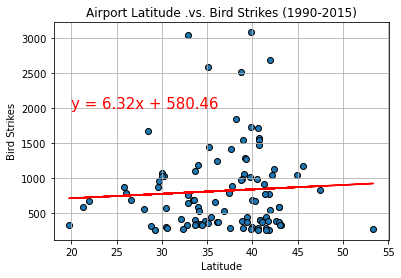 Airport Latitude .vs. Bird Strikes (1990-2015)
3000
2500
2000
1500
1000
500
Bird Strikes
y = 6.32x + 580.46
20 25 30 35 40 45 50 55
Latitude